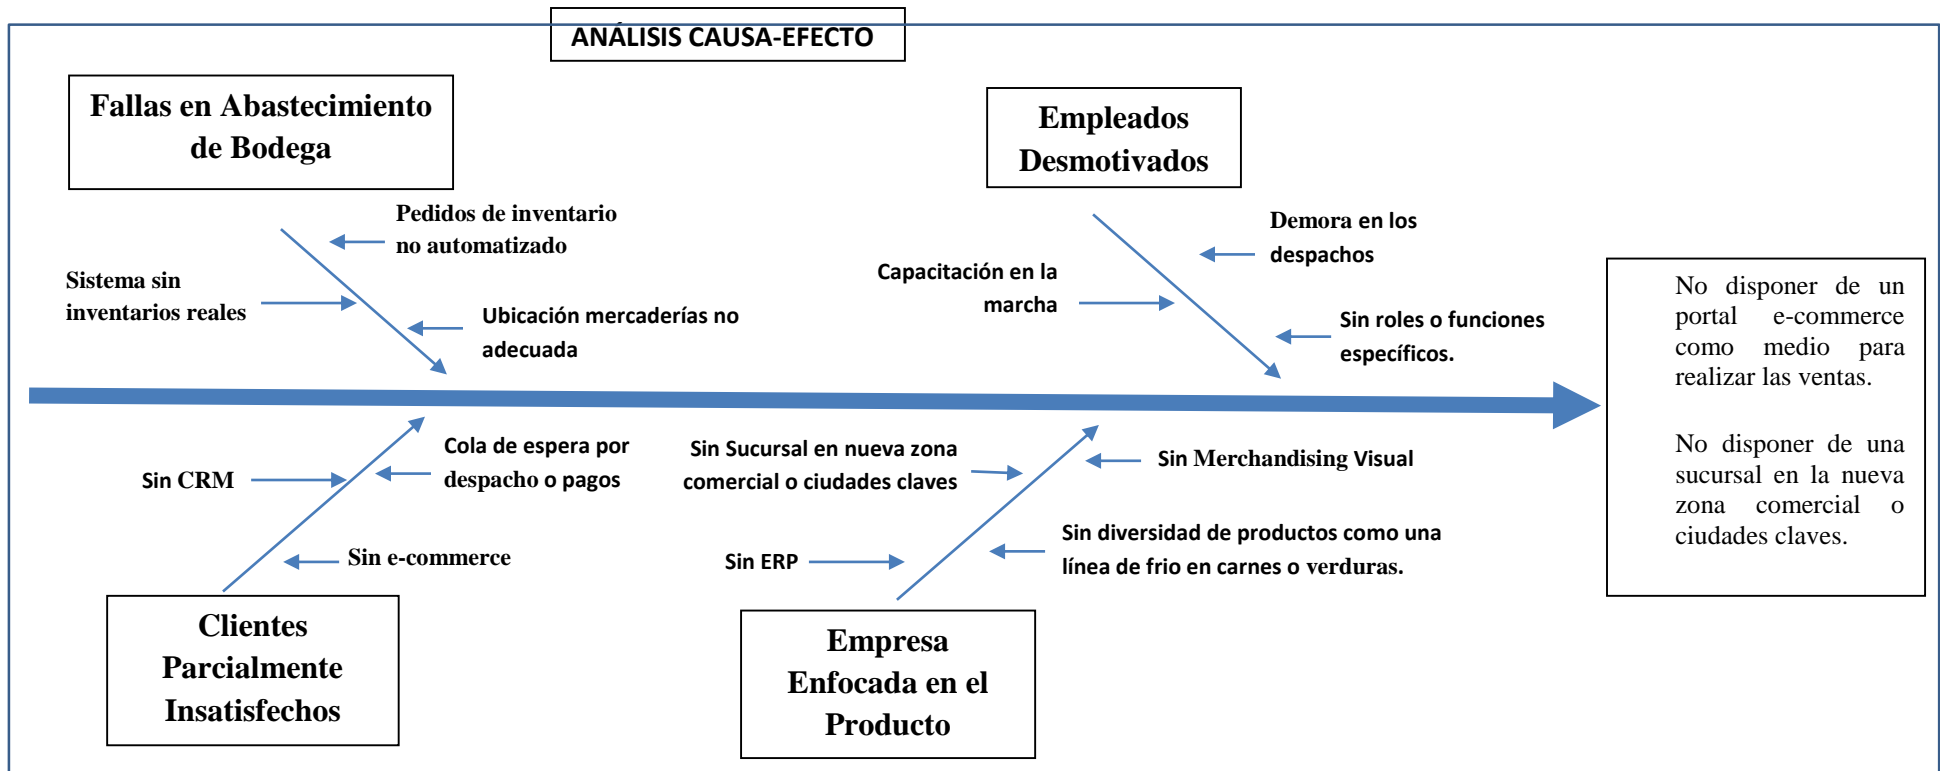 ANÁLISIS CAUSA-EFECTO
Fallas en Abastecimiento
de Bodega
Empleados
Desmotivados
Pedidos de inventario
no automatizado
Sistema sin
inventarios reales
Ubicación mercaderías no
adecuada
Demora en los
despachos
Capacitación en la
marcha
Sin roles o funciones
específicos.
No disponer de un
portal e-commerce
como medio para
realizar las ventas.
No disponer de una
sucursal en la nueva
zona comercial o
ciudades claves.
Sin CRM
Cola de espera por
despacho o pagos
Sin e-commerce
Sin Sucursal en nueva zona
comercial o ciudades claves
Sin Merchandising Visual
Sin ERP
Sin diversidad de productos como una
línea de frio en carnes o verduras.
Clientes
Parcialmente
Insatisfechos
Empresa
Enfocada en el
Producto